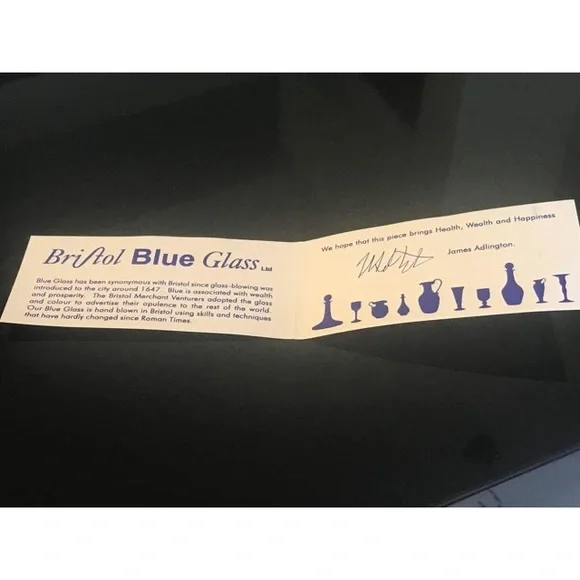 Bristol Blue Glass Ltd
Blue Glass has been synonymous with Bristol since glass-blowing was
introduced to the city around 1647. Blue is associated with wealth
and prosperity. The Bristol Merchant Venturers adopted the glass
and colour to advertise their opulence to the rest of the world.
Our Blue Glass is hand blown in Bristol using skills and techniques
that have hardly changed since Roman Times.
We hope that this piece brings Health, Wealth and Happiness
James Adlington.